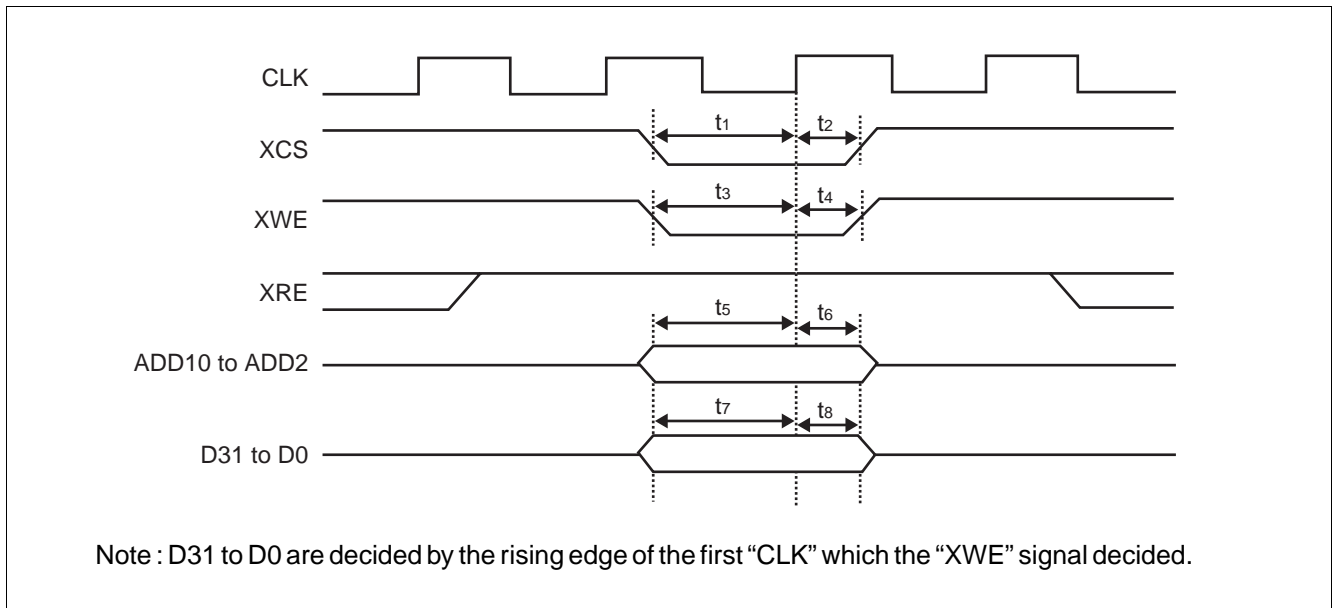 CLK
t1 t2
XCS
t3 t4
XWE
XRE
t5 t6
ADD10 to ADD2
t7 t8
D31 to D0
Note : D31 to D0 are decided by the rising edge of the first “CLK” which the “XWE” signal decided.